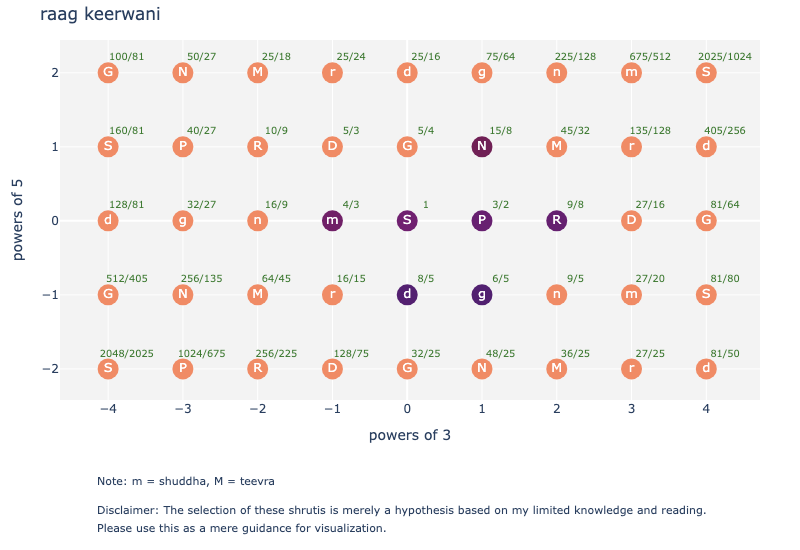 raag keerwani
100/81 50/27 25/18 25/24 25/16 75/64 225/128 675/512 2025/1024
2 G N M r d g n m S
160/81 40/27 10/9 5/3 5/4 15/8 45/32 135/128 405/256
1 S P R D G N M r d
128/81 32/27 16/9 4/3 1 3/2 9/8 27/16 81/64
0 d g n m S P R D G
512/405 256/135 64/45 16/15 8/5 6/5 9/5 27/20 81/80
−1 G N M r d g n m S
2048/2025 1024/675 256/225 128/75 32/25 48/25 36/25 27/25 81/50
−2 S P R D G N M r d
−4 −3 −2 −1 0 1 2 3 4
powers of 5
powers of 3
Note: m = shuddha, M = teevra
Disclaimer: The selection of these shrutis is merely a hypothesis based on my limited knowledge and reading.
Please use this as a mere guidance for visualization.